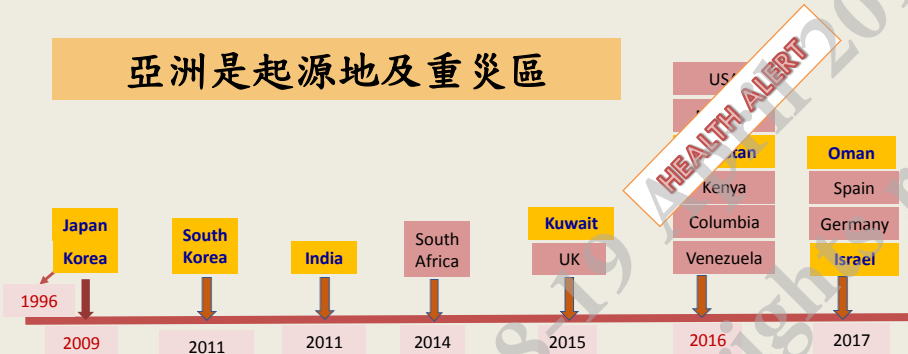 亞洲是起源地及重災區
HEALTH ALERT
USA
Oman
Kenya
Spain
Japan
Korea
South
Korea
India
South
Africa
Kuwait
UK
Columbia
Venezuela
Germany
Israel
1996
2009
2011
2011
2014
2015
2016
2017